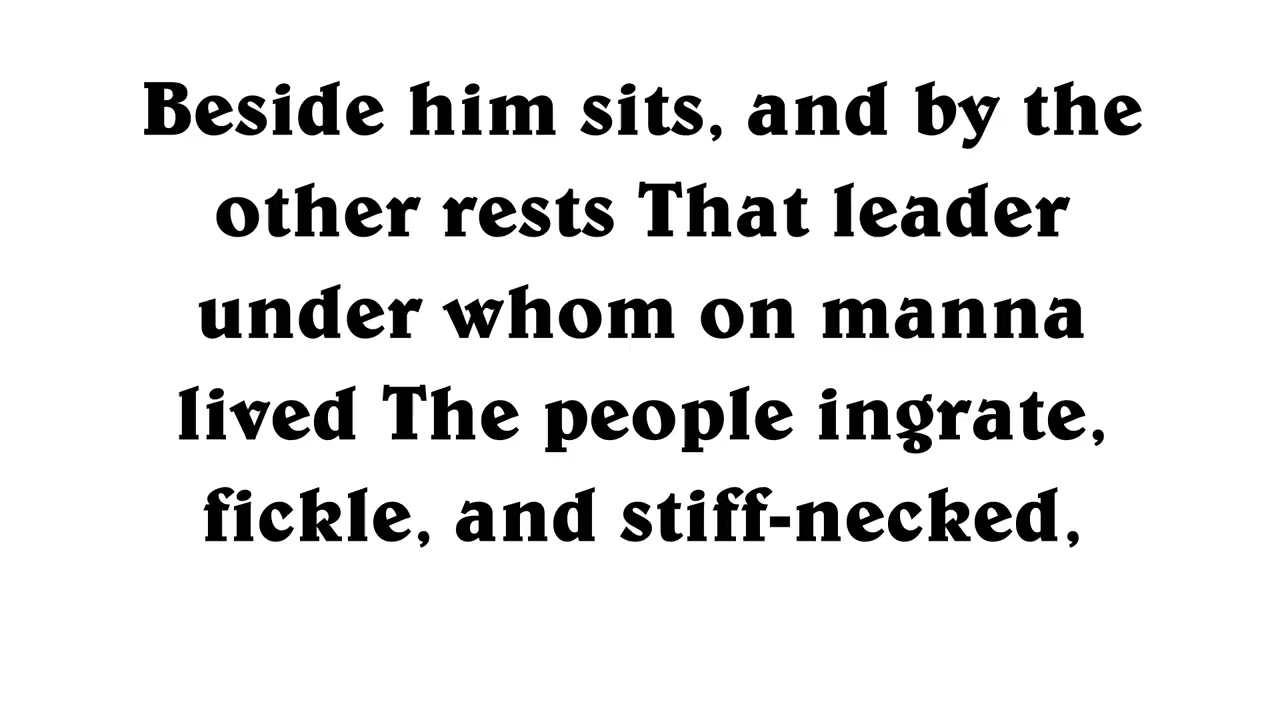 Beside him sits, and by the
other rests That leader
under whom on manna
lived The people ingrate,
fickle, and stiff-necked,